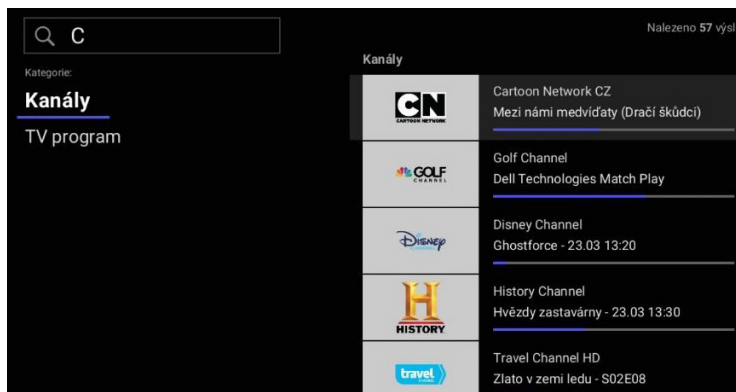 C
Nalezeno 57 výsl
Kategorie:
Kanály
TV program
Kanály
CN
CARTOON NETWORK
Cartoon Network CZ
Mezi námi medvíďaty (Dračí škůdci)
GOLF
CHANNEL
Golf Channel
Dell Technologies Match Play
Disney
CHANNEL
Disney Channel
Ghostforce - 23.03 13:20
H
HISTORY
History Channel
Hvězdy zastavárny - 23.03 13:30
travel
Travel Channel HD
Zlato v zemi ledu - S02E08